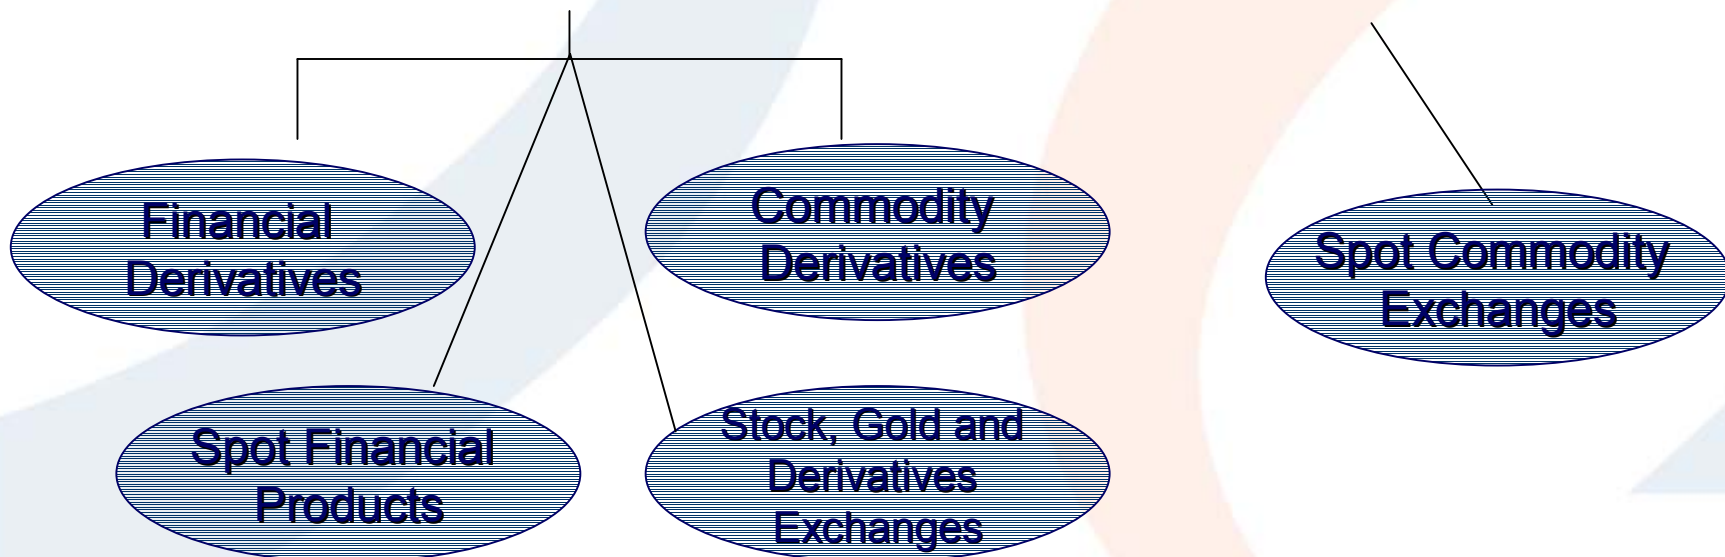 Financial
Derivatives
Commodity
Derivatives
Spot Commodity
Exchanges
Spot Financial
Products
Stock, Gold and
Derivatives
Exchanges